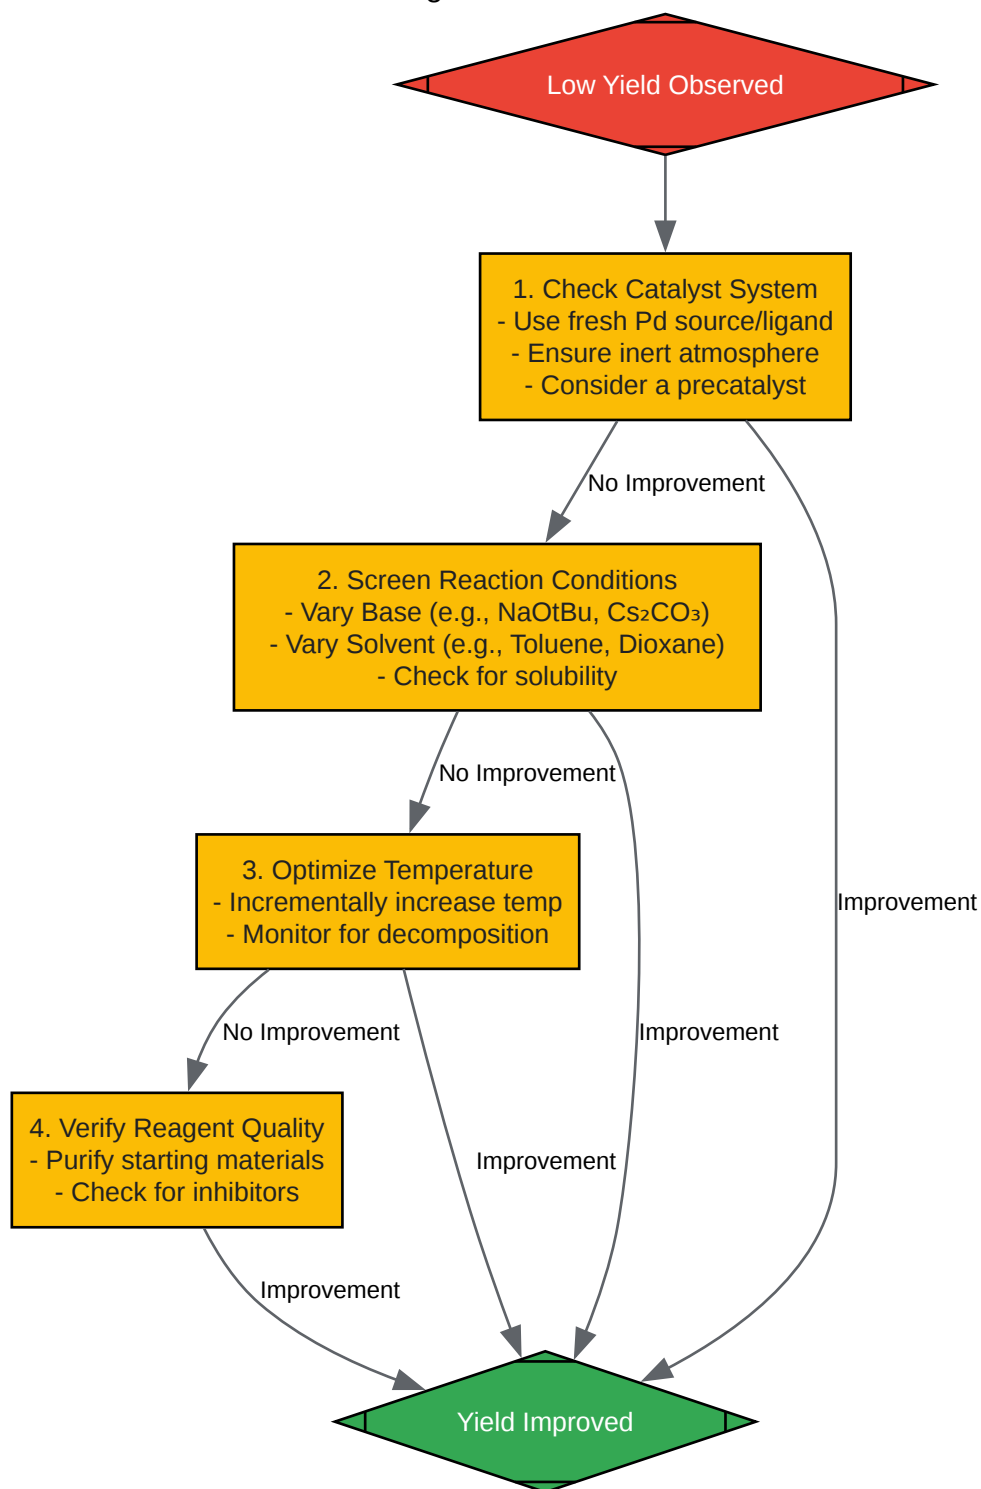 Low Yield Observed
1. Check Catalyst System
- Use fresh Pd source/ligand
- Ensure inert atmosphere
- Consider a precatalyst
No Improvement
2. Screen Reaction Conditions
- Vary Base (e.g., NaOtBu, Cs₂CO₃)
- Vary Solvent (e.g., Toluene, Dioxane)
- Check for solubility
No Improvement
3. Optimize Temperature
- Incrementally increase temp
- Monitor for decomposition
Improvement
No Improvement
Improvement
4. Verify Reagent Quality
- Purify starting materials
- Check for inhibitors
Improvement
Improvement
Yield Improved